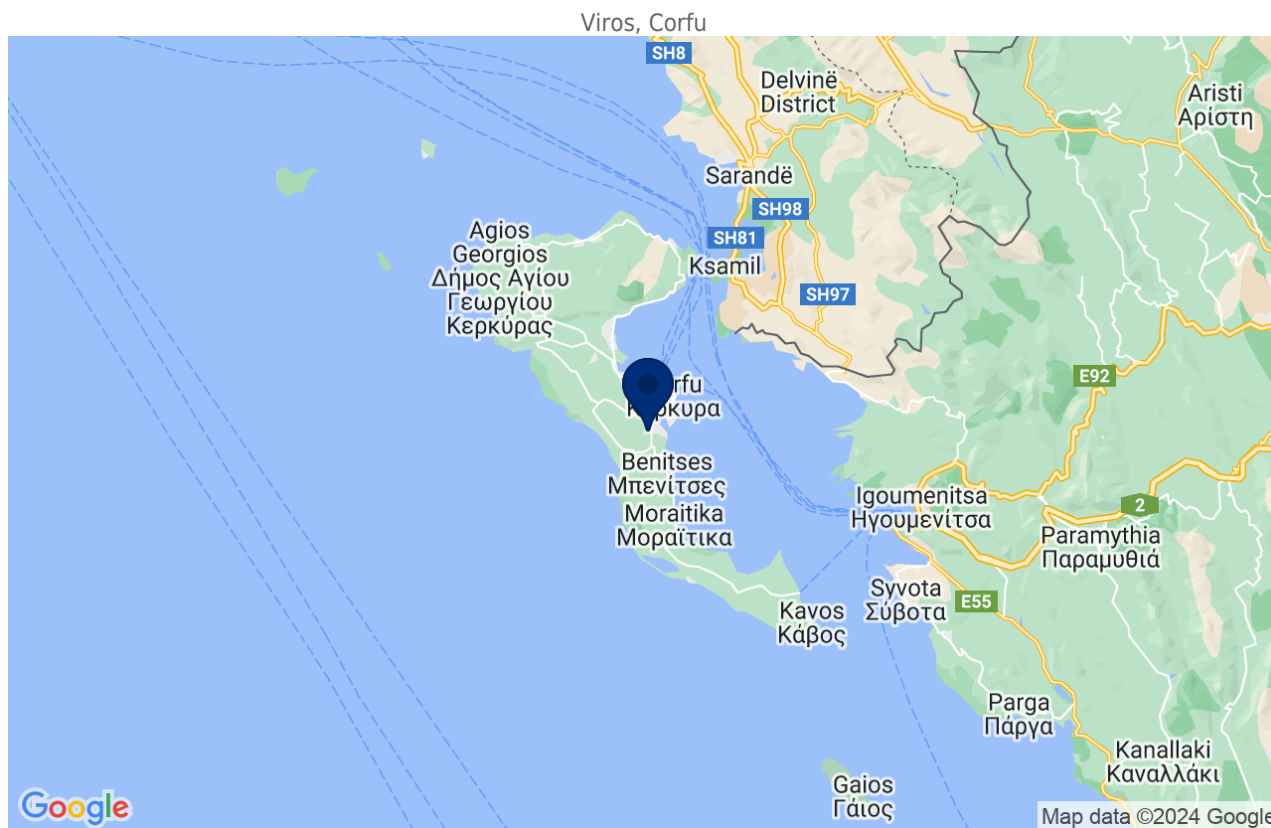 Viros, Corfu
SH8
Delvinë
District
Aristi
Αρίστη
Sarandë
SH98
Agios
Georgios
Δήμος Αγίου
Γεωργίου
Κερκύρας
SH81
Ksamil
SH97
E92
Benitses
Μπενίτσες
Moraitika
Μοραΐτικα
Igoumenitsa
Ηγουμενίτσα
2
Paramythia
Παραμυθιά
Syvota
Σύβοτα
E55
Kavos
Κάβος
Parga
Πάργα
Kanallaki
Καναλλάκι
Gaios
Γάιος
Google
Map data ©2024 Google